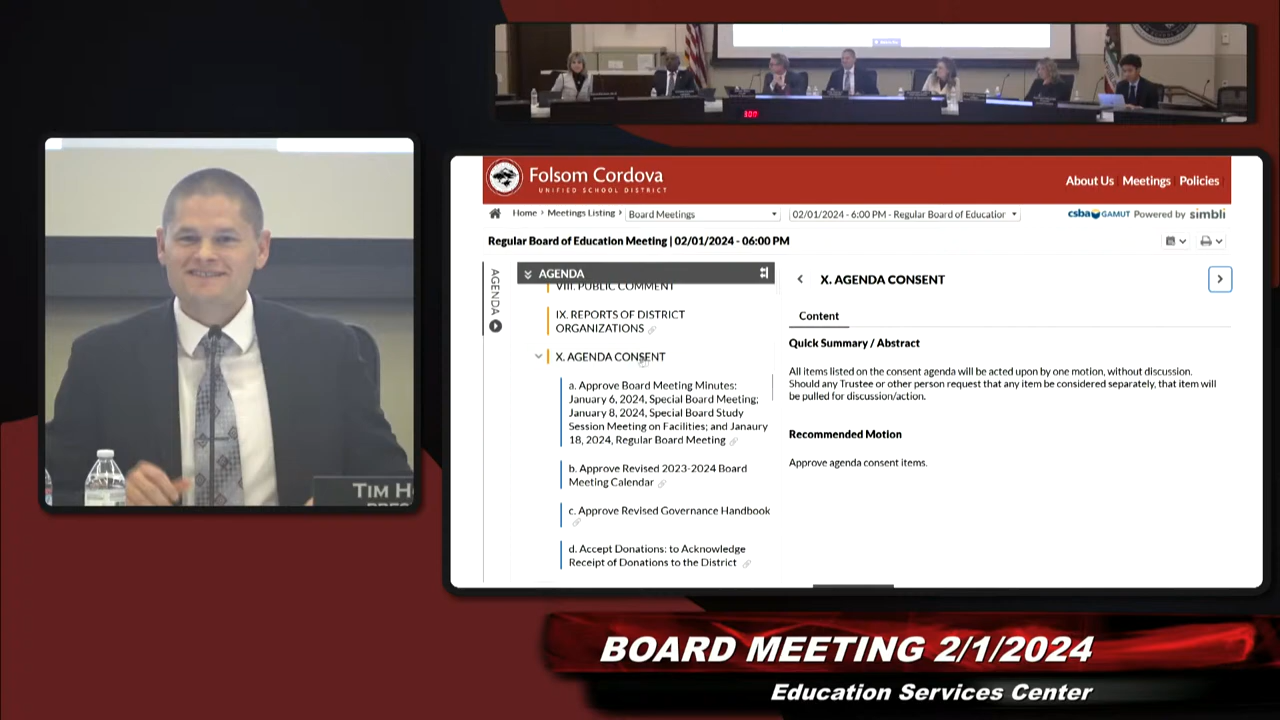 107
TIM H
Folsom Cordova
UNIFIED SCHOOL DISTRICT
About Us
Meetings
Policies
Home
Meetings Listing
Board Meetings
02/01/2024 - 6:00 PM - Regular Board of Educatior
csba GAMUT Powered by simbli
Regular Board of Education Meeting | 02/01/2024 - 06:00 PM
AGENDA
AGENDA
VIII. PUBLIC COMMENT
IX. REPORTS OF DISTRICT
ORGANIZATIONS
X. AGENDA CONSENT
a. Approve Board Meeting Minutes:
January 6, 2024, Special Board Meeting;
January 8, 2024, Special Board Study
Session Meeting on Facilities; and Janaury
18, 2024, Regular Board Meeting
b. Approve Revised 2023-2024 Board
Meeting Calendar
c. Approve Revised Governance Handbook
d. Accept Donations: to Acknowledge
Receipt of Donations to the District
X. AGENDA CONSENT
Content
Quick Summary / Abstract
All items listed on the consent agenda will be acted upon by one motion, without discussion.
Should any Trustee or other person request that any item be considered separately, that item will
be pulled for discussion/action.
Recommended Motion
Approve agenda consent items.
BOARD MEETING 2/1/2024
Education Services Center